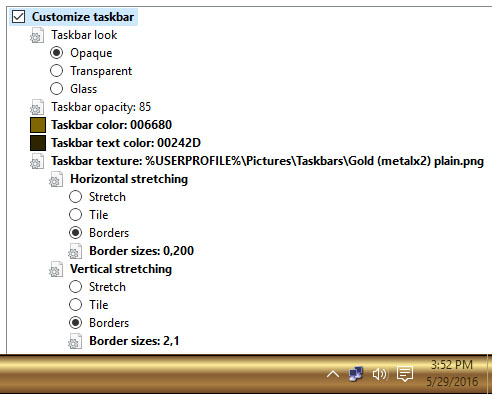 Customize taskbar
Taskbar look
Opaque
Transparent
Glass
Taskbar opacity: 85
Taskbar color: 006680
Taskbar text color: 00242D
Taskbar texture: %USERPROFILE%\Pictures\Taskbars\Gold (metalx2) plain.png
Horizontal stretching
Stretch
Tile
Borders
Border sizes: 0,200
Vertical stretching
Stretch
Tile
Borders
Border sizes: 2,1
3:52 PM
5/29/2016